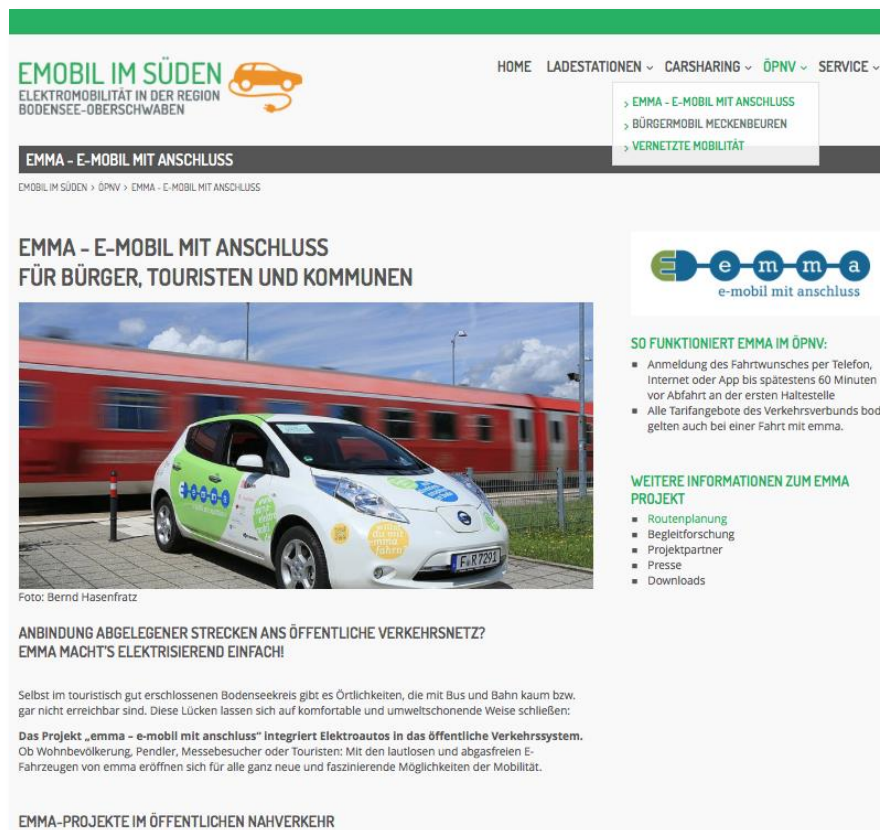 EMOBIL IM SÜDEN
ELEKTROMOBILITÄT IN DER REGION
BODENSEE-OBERSCHWABEN
HOME LADESTATIONEN CARSHARING ÖPNV SERVICE
› EMMA - E-MOBIL MIT ANSCHLUSS
› BÜRGERMOBIL MECKENBEUREN
› VERNETZTE MOBILITÄT
EMMA – E-MOBIL MIT ANSCHLUSS
EMOBIL IM SÜDEN > ÖPNV > EMMA - E-MOBIL MIT ANSCHLUSS
EMMA – E-MOBIL MIT ANSCHLUSS
FÜR BÜRGER, TOURISTEN UND KOMMUNEN
emma
willst
du mit
emma
fahren
F R 7291
Foto: Bernd Hasenfratz
ANBINDUNG ABGELEGENER STRECKEN ANS ÖFFENTLICHE VERKEHRSNETZ?
EMMA MACHT'S ELEKTRISIEREND EINFACH!
Selbst im touristisch gut erschlossenen Bodenseekreis gibt es Örtlichkeiten, die mit Bus und Bahn kaum bzw.
gar nicht erreichbar sind. Diese Lücken lassen sich auf komfortable und umweltschonende Weise schließen:
Das Projekt „emma – e-mobil mit anschluss" integriert Elektroautos in das öffentliche Verkehrssystem.
Ob Wohnbevölkerung, Pendler, Messebesucher oder Touristen: Mit den lautlosen und abgasfreien E-
Fahrzeugen von emma eröffnen sich für alle ganz neue und faszinierende Möglichkeiten der Mobilität.
EMMA-PROJEKTE IM ÖFFENTLICHEN NAHVERKEHR
emma
e-mobil mit anschluss
SO FUNKTIONIERT EMMA IM ÖPNV:
Anmeldung des Fahrtwunsches per Telefon,
Internet oder App bis spätestens 60 Minuten
vor Abfahrt an der ersten Haltestelle
Alle Tarifangebote des Verkehrsverbunds bod
gelten auch bei einer Fahrt mit emma.
WEITERE INFORMATIONEN ZUM EMMA
PROJEKT
Routenplanung
Begleitforschung
Projektpartner
Presse
Downloads